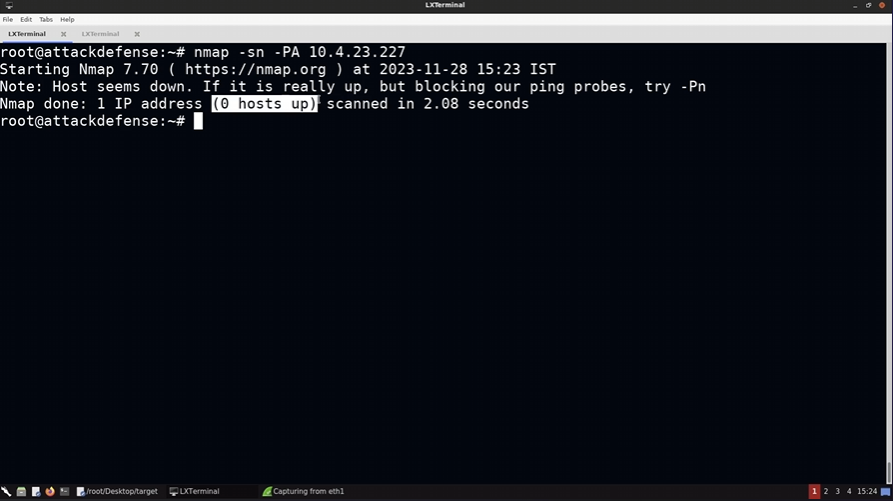 LXTerminal
File Edit Tabs Help
LXTerminal LXTerminal
root@attackdefense:~# nmap -sn -PA 10.4.23.227
Starting Nmap 7.70 ( https://nmap.org ) at 2023-11-28 15:23 IST
Note: Host seems down. If it is really up, but blocking our ping probes, try -Pn
Nmap done: 1 IP address (0 hosts up) scanned in 2.08 seconds
root@attackdefense:~#
/root/Desktop/target LXTerminal Capturing from eth1 1 2 3 4 15:24